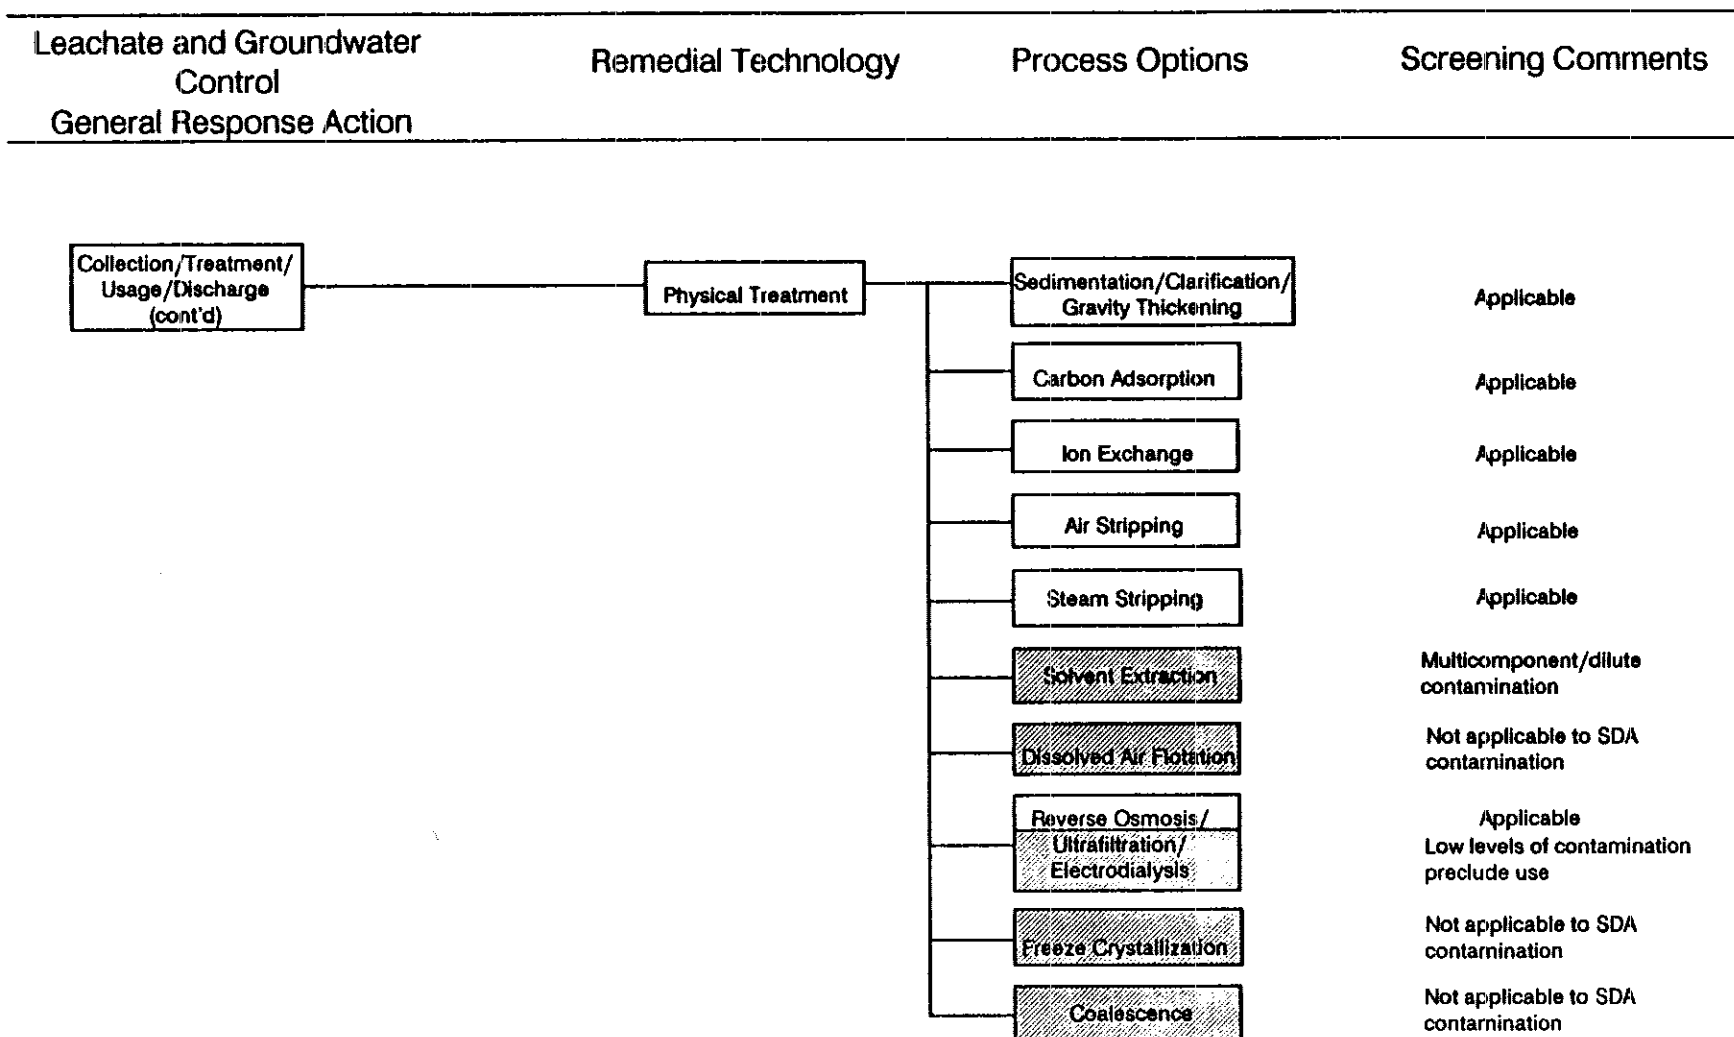 Leachate and Groundwater
Control
General Response Action
Remedial Technology
Process Options
Screening Comments
Collection/Treatment/
Usage/Discharge
(cont'd)
Physical Treatment
Sedimentation/Clarification/
Gravity Thickening
Applicable
Carbon Adsorption
Applicable
Ion Exchange
Applicable
Air Stripping
Applicable
Steam Stripping
Applicable
Solvent Extraction
Multicomponent/dilute
contamination
Dissolved Air Flotation
Not applicable to SDA
contamination
Reverse Osmosis/
Ultrafiltration/
Electrodialysis
Applicable
Low levels of contamination
preclude use
Freeze Crystallization
Not applicable to SDA
contamination
Coalescence
Not applicable to SDA
contamination